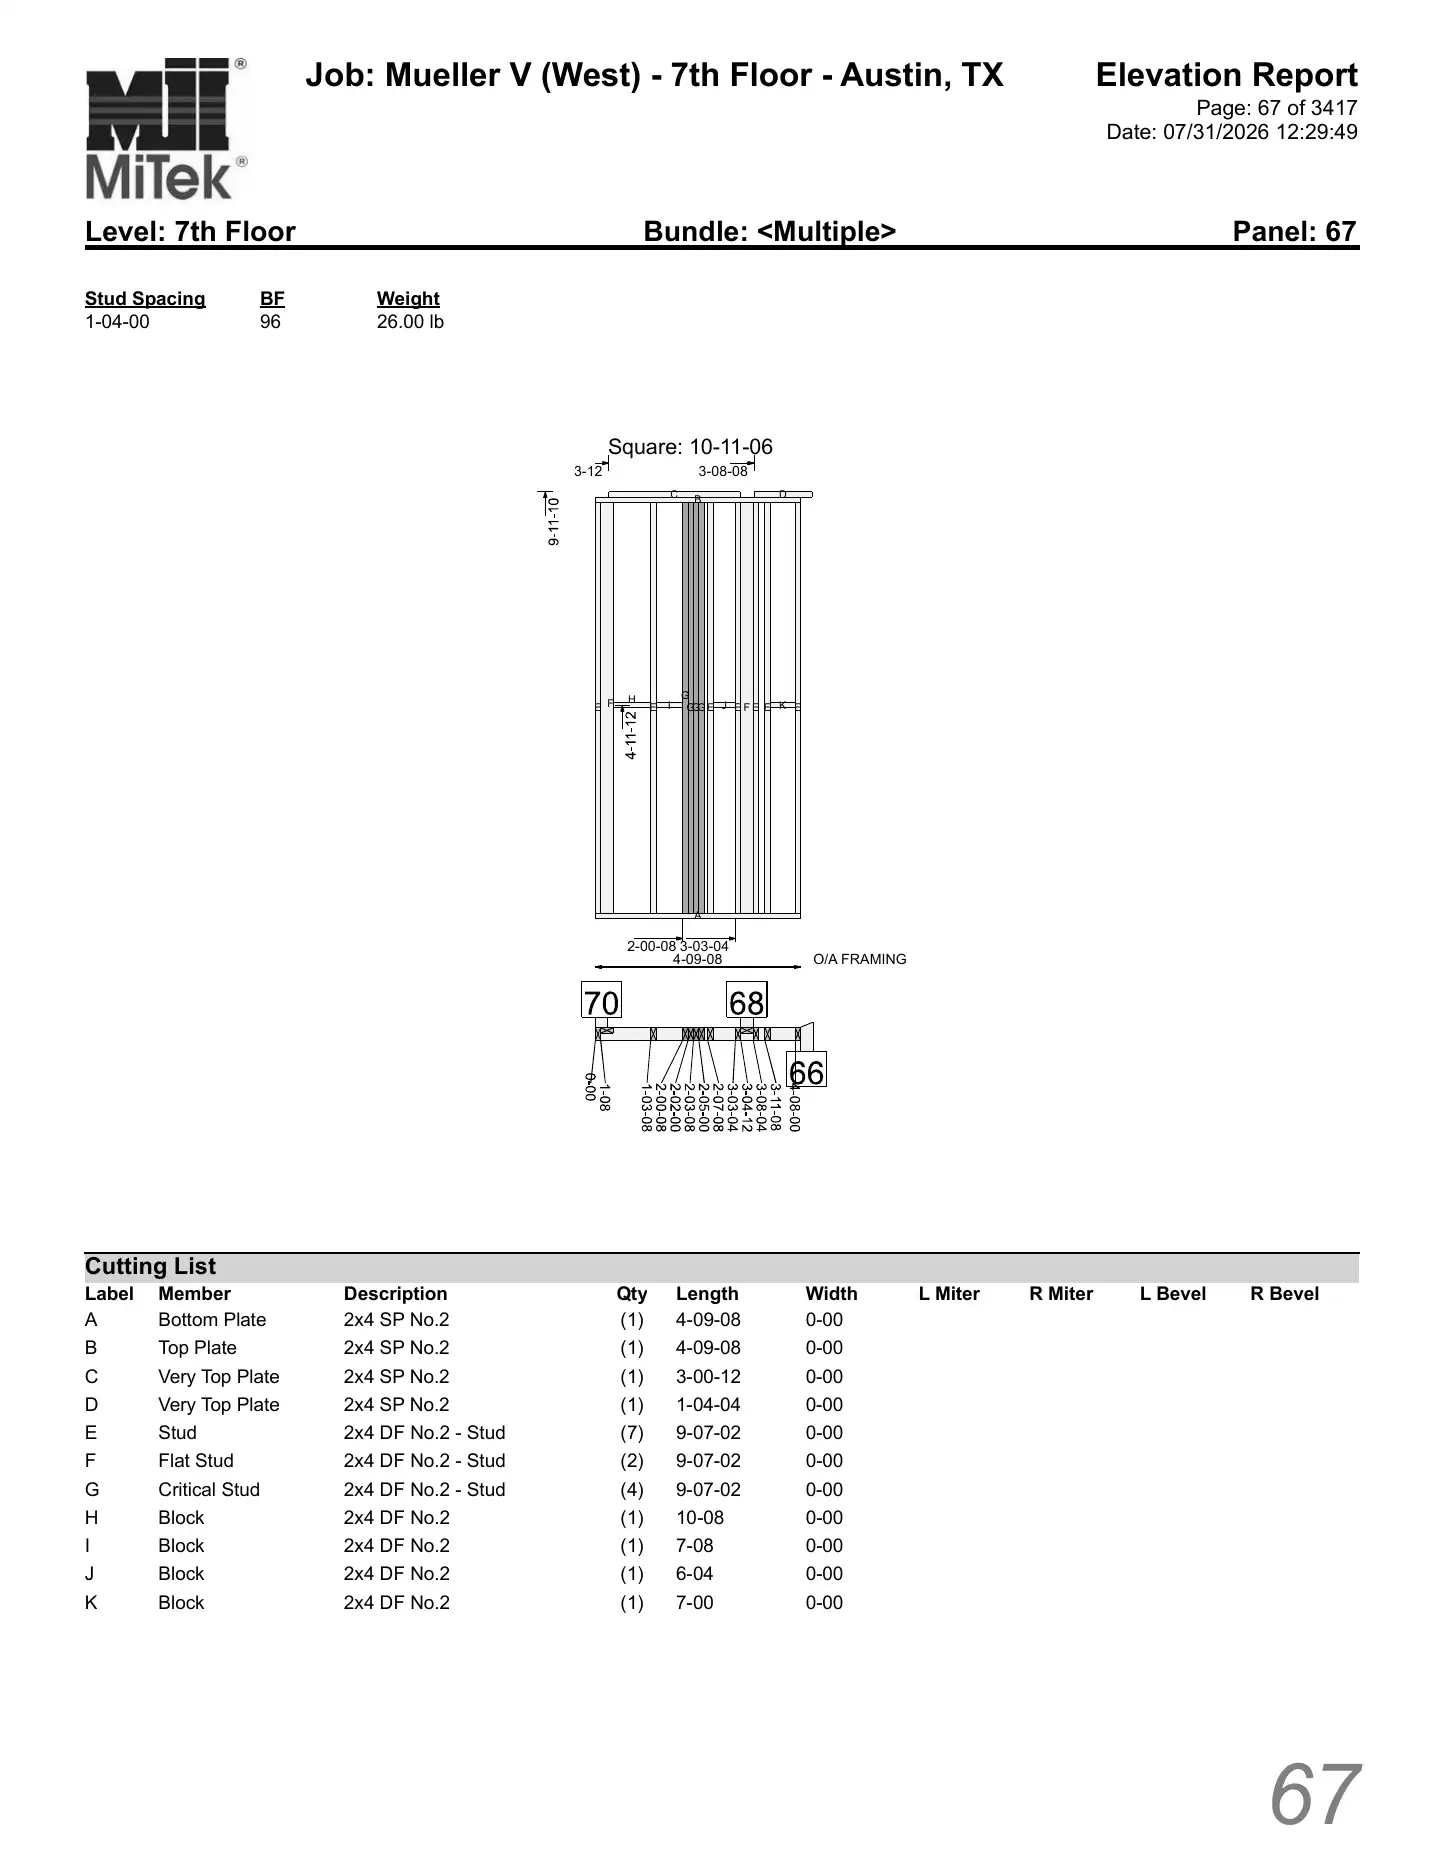 MiTek®
Job: Mueller V (West) - 7th Floor - Austin, TX
Elevation Report
Page: 67 of 3417
Date: 07/31/2026 12:29:49
Level: 7th Floor Bundle: <Multiple> Panel: 67
Stud Spacing BF Weight
1-04-00 96 26.00 lb
Square: 10-11-06
3-12 3-08-08
C B D
9-11-10
F H I G G G G E J E F E E K E
4-11-12
A
2-00-08 3-03-04
4-09-08 O/A FRAMING
70 68
66
0-00 1-08 1-03-08 2-00-08 2-02-00 2-03-08 2-05-00 2-07-08 3-03-04 3-04-12 3-08-04 3-11-08 4-08-00
Cutting List
Label Member Description Qty Length Width L Miter R Miter L Bevel R Bevel
A Bottom Plate 2x4 SP No.2 (1) 4-09-08 0-00
B Top Plate 2x4 SP No.2 (1) 4-09-08 0-00
C Very Top Plate 2x4 SP No.2 (1) 3-00-12 0-00
D Very Top Plate 2x4 SP No.2 (1) 1-04-04 0-00
E Stud 2x4 DF No.2 - Stud (7) 9-07-02 0-00
F Flat Stud 2x4 DF No.2 - Stud (2) 9-07-02 0-00
G Critical Stud 2x4 DF No.2 - Stud (4) 9-07-02 0-00
H Block 2x4 DF No.2 (1) 10-08 0-00
I Block 2x4 DF No.2 (1) 7-08 0-00
J Block 2x4 DF No.2 (1) 6-04 0-00
K Block 2x4 DF No.2 (1) 7-00 0-00
67